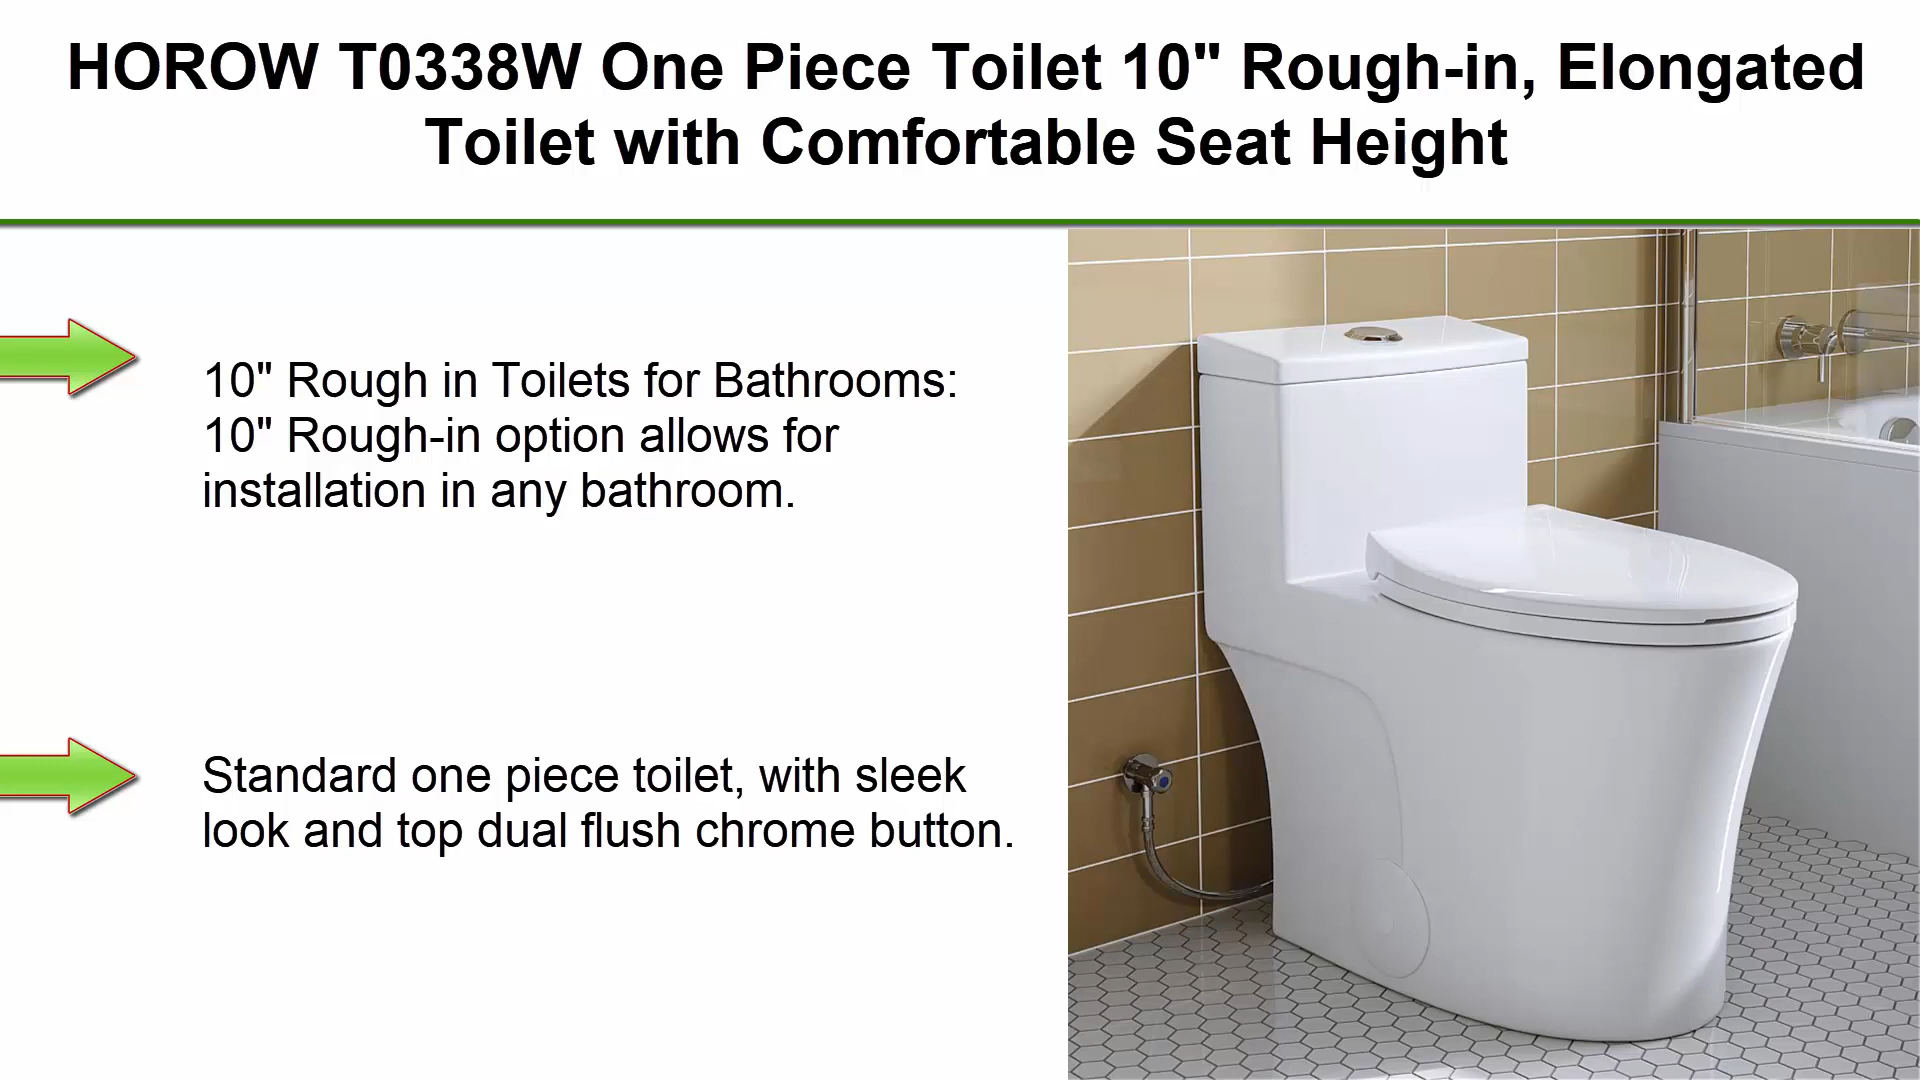 HOROW T0338W One Piece Toilet 10" Rough-in, Elongated
Toilet with Comfortable Seat Height
10" Rough in Toilets for Bathrooms:
10" Rough-in option allows for
installation in any bathroom.
Standard one piece toilet, with sleek
look and top dual flush chrome button.